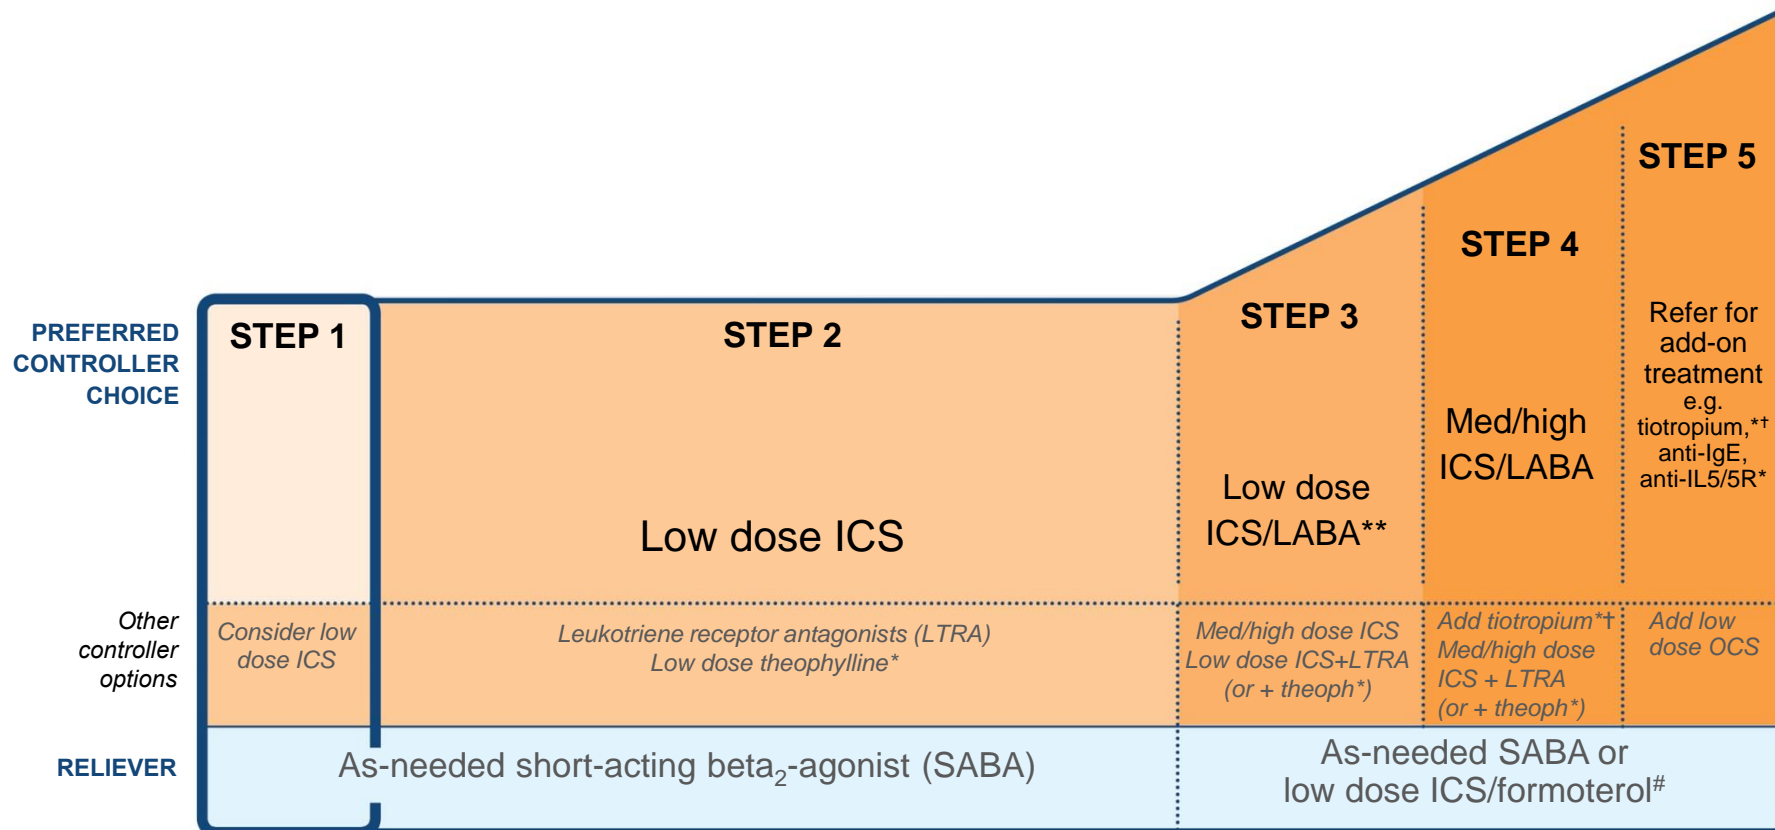 PREFERRED
CONTROLLER
CHOICE
STEP 1
STEP 2
Low dose ICS
STEP 3
Low dose
ICS/LABA**
STEP 4
Med/high
ICS/LABA
STEP 5
Refer for
add-on
treatment
e.g.
tiotropium,*†
anti-IgE,
anti-IL5/5R*
Other
controller
options
Consider low
dose ICS
Leukotriene receptor antagonists (LTRA)
Low dose theophylline*
Med/high dose ICS
Low dose ICS+LTRA
(or + theoph*)
Add tiotropium*†
Med/high dose
ICS + LTRA
(or + theoph*)
Add low
dose OCS
RELIEVER
As-needed short-acting beta2-agonist (SABA)
As-needed SABA or
low dose ICS/formoterol#